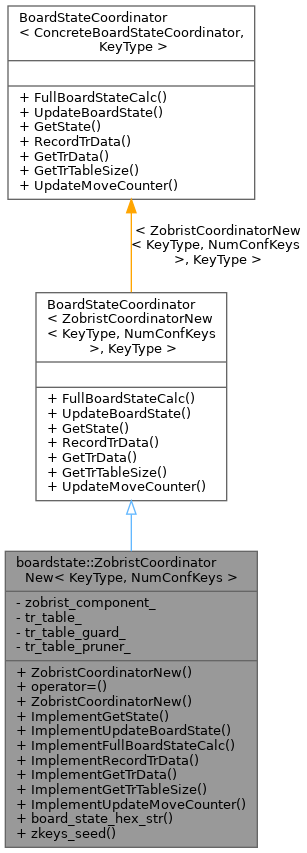 BoardStateCoordinator
< ConcreteBoardStateCoordinator,
KeyType >
+ FullBoardStateCalc()
+ UpdateBoardState()
+ GetState()
+ RecordTrData()
+ GetTrData()
+ GetTrTableSize()
+ UpdateMoveCounter()
< ZobristCoordinatorNew
< KeyType, NumConfKeys
>, KeyType >
BoardStateCoordinator
< ZobristCoordinatorNew
< KeyType, NumConfKeys
>, KeyType >
+ FullBoardStateCalc()
+ UpdateBoardState()
+ GetState()
+ RecordTrData()
+ GetTrData()
+ GetTrTableSize()
+ UpdateMoveCounter()
boardstate::ZobristCoordinator
New< KeyType, NumConfKeys >
- zobrist_component_
- tr_table_
- tr_table_guard_
- tr_table_pruner_
+ ZobristCoordinatorNew()
+ operator=()
+ ZobristCoordinatorNew()
+ ImplementGetState()
+ ImplementUpdateBoardState()
+ ImplementFullBoardStateCalc()
+ ImplementRecordTrData()
+ ImplementGetTrData()
+ ImplementGetTrTableSize()
+ ImplementUpdateMoveCounter()
+ board_state_hex_str()
+ zkeys_seed()